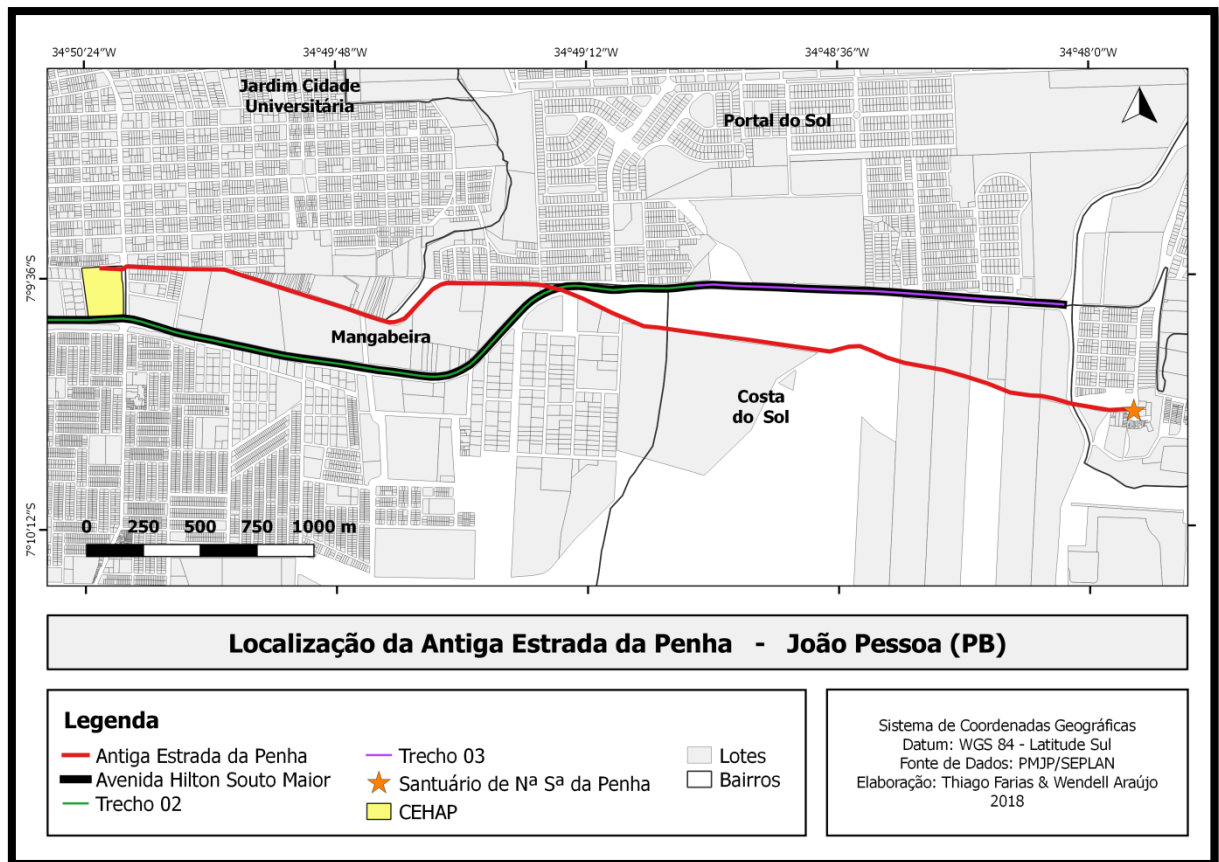 34°50′24″W 34°49′48″W 34°49′12″W 34°48′36″W 34°48′0″W
Jardim Cidade
Universitária
Portal do Sol
7°9′36″S
Mangabeira
Costa
do Sol
7°10′12″S
0 250 500 750 1000 m
Localização da Antiga Estrada da Penha - João Pessoa (PB)
Legenda
Antiga Estrada da Penha
Avenida Hilton Souto Maior
Trecho 02
Trecho 03
Santuário de Nª Sª da Penha
CEHAP
Lotes
Bairros
Sistema de Coordenadas Geográficas
Datum: WGS 84 - Latitude Sul
Fonte de Dados: PMJP/SEPLAN
Elaboração: Thiago Farias & Wendell Araújo
2018